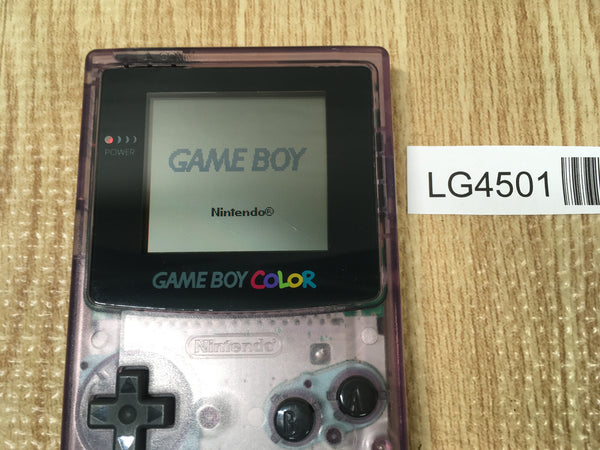 POWER
GAME BOY
Nintendo®
GAME BOY COLOR
Nintendo
B A
LG4501